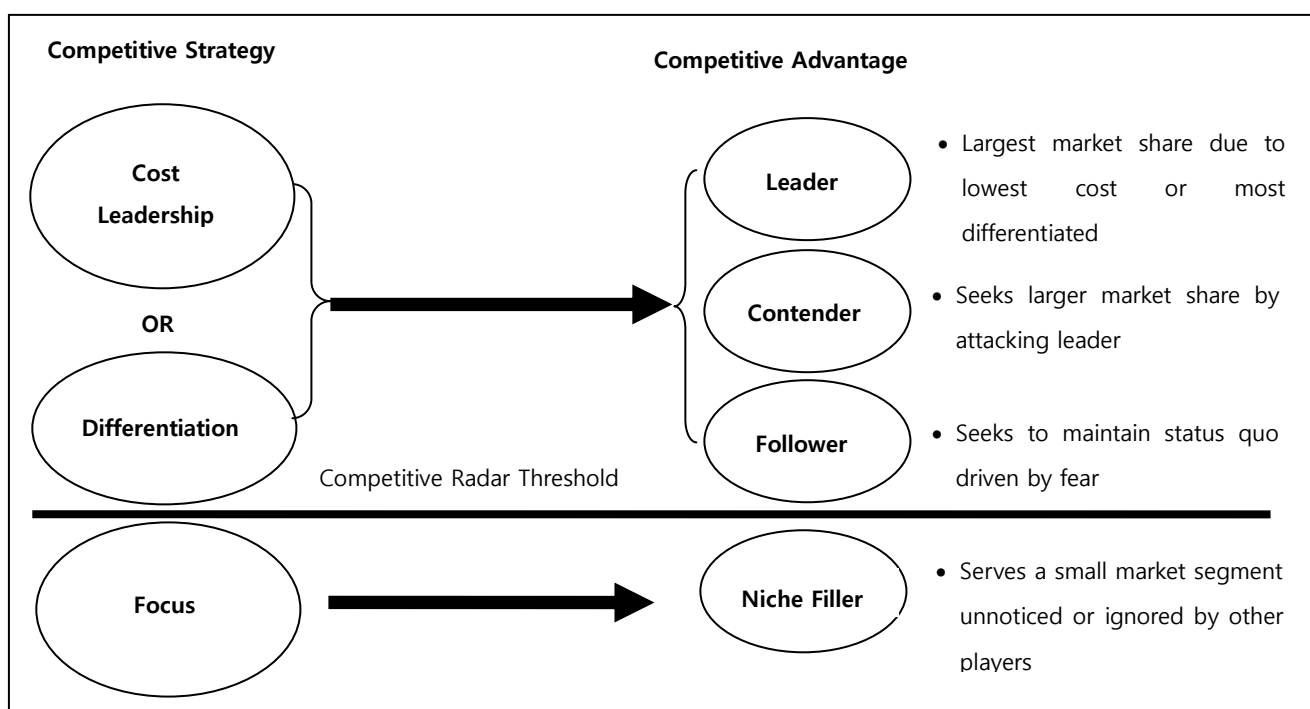 Competitive Strategy
Competitive Advantage
Cost
Leadership
OR
Differentiation
Leader
• Largest market share due to
lowest cost or most
differentiated
Contender
• Seeks larger market share by
attacking leader
Follower
• Seeks to maintain status quo
driven by fear
Competitive Radar Threshold
Focus
Niche Filler
• Serves a small market segment
unnoticed or ignored by other
players